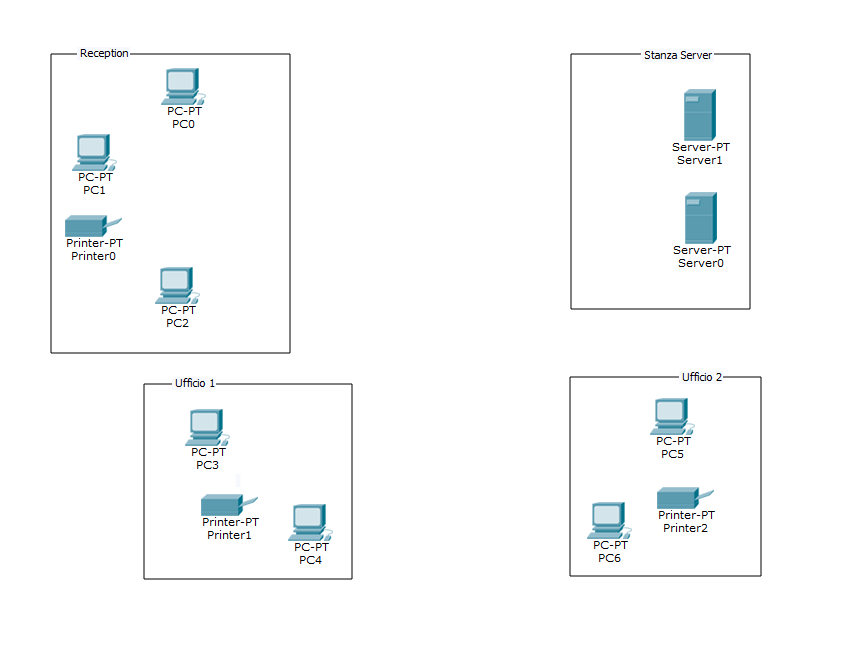 Reception
PC-PT
PC0
PC-PT
PC1
Printer-PT
Printer0
PC-PT
PC2
Stanza Server
Server-PT
Server1
Server-PT
Server0
Ufficio 1
PC-PT
PC3
Printer-PT
Printer1
PC-PT
PC4
Ufficio 2
PC-PT
PC5
Printer-PT
Printer2
PC-PT
PC6